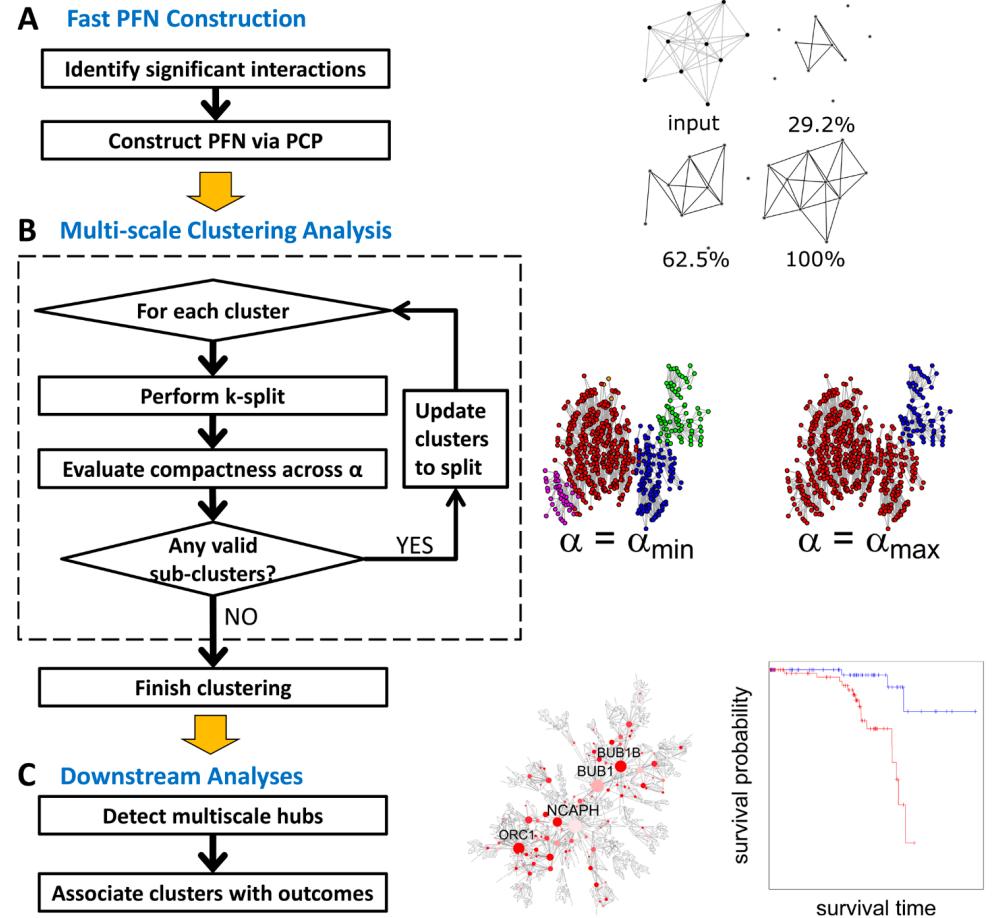 A Fast PFN Construction
Identify significant interactions
Construct PFN via PCP
input
29.2%
62.5%
100%
B Multi-scale Clustering Analysis
For each cluster
Perform k-split
Evaluate compactness across α
Any valid
sub-clusters?
YES
NO
Update
clusters
to split
Finish clustering
α = αmin
α = αmax
C Downstream Analyses
Detect multiscale hubs
Associate clusters with outcomes
BUB1B
BUB1
NCAPH
ORC1
survival probability
survival time